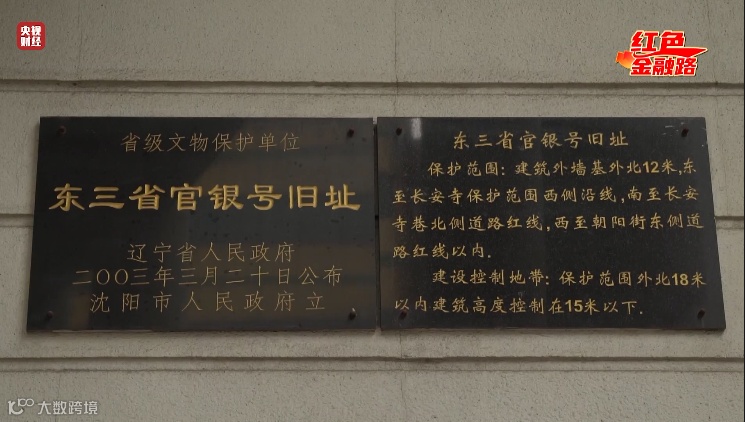 央视
财经
红色
金融路
省级文物保护单位
东三省官银号旧址
辽宁省人民政府
二〇〇三年三月二十日公布
沈阳市人民政府立
东三省官银号旧址
保护范围:建筑外墙基外北12米,东
至长安寺保护范围西侧沿线,南至长安
寺巷北侧道路红线,西至朝阳街东侧道
路红线以内.
建设控制地带:保护范围外北18米
以内建筑高度控制在15米以下.
大数跨境